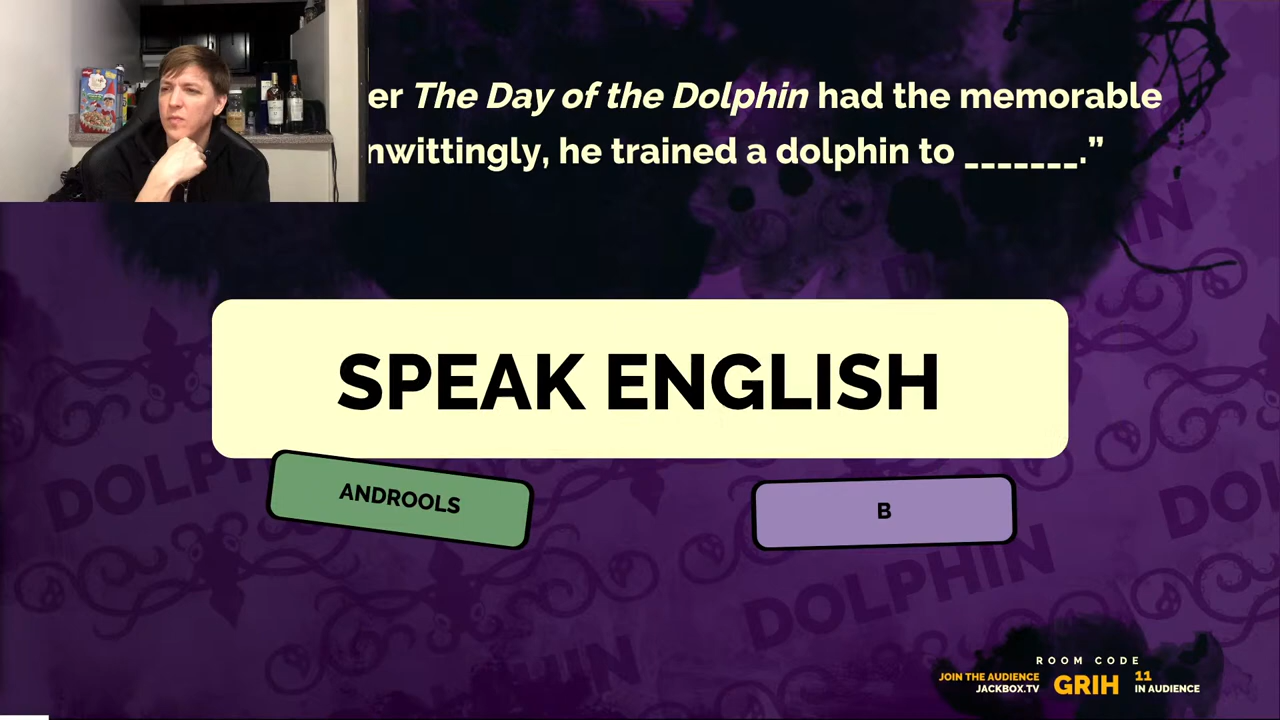 er The Day of the Dolphin had the memorable
nwittingly, he trained a dolphin to _______.”
SPEAK ENGLISH
ANDROOLS
B
DOLPHIN
DOLPHIN
DOLPHIN
ROOM CODE
JOIN THE AUDIENCE
JACKBOX.TV
GRIH
11
IN AUDIENCE